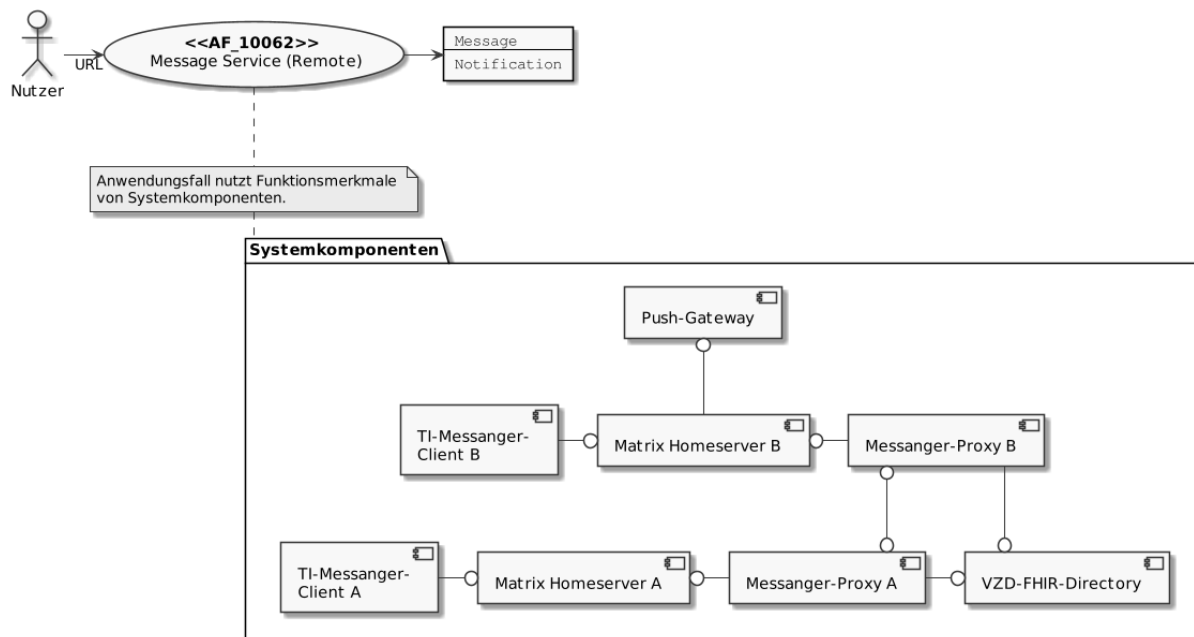 <<AF_10062>>
Message Service (Remote)
Message
Notification
URL
Nutzer
Anwendungsfall nutzt Funktionsmerkmale
von Systemkomponenten.
Systemkomponenten
Push-Gateway
TI-Messanger-
Client B
Matrix Homeserver B
Messanger-Proxy B
TI-Messanger-
Client A
Matrix Homeserver A
Messanger-Proxy A
VZD-FHIR-Directory